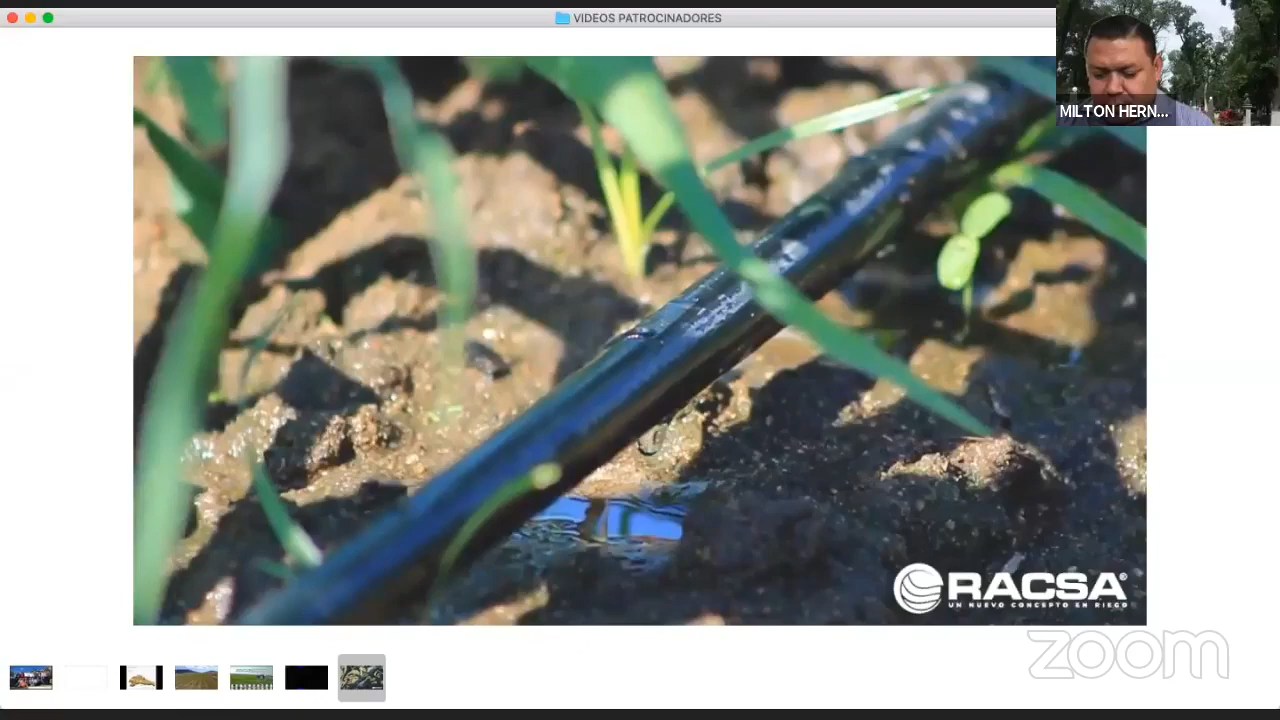 VIDEOS PATROCINADORES
MILTON HERN...
RACSA®
UN NUEVO CONCEPTO EN RIEGO
zoom